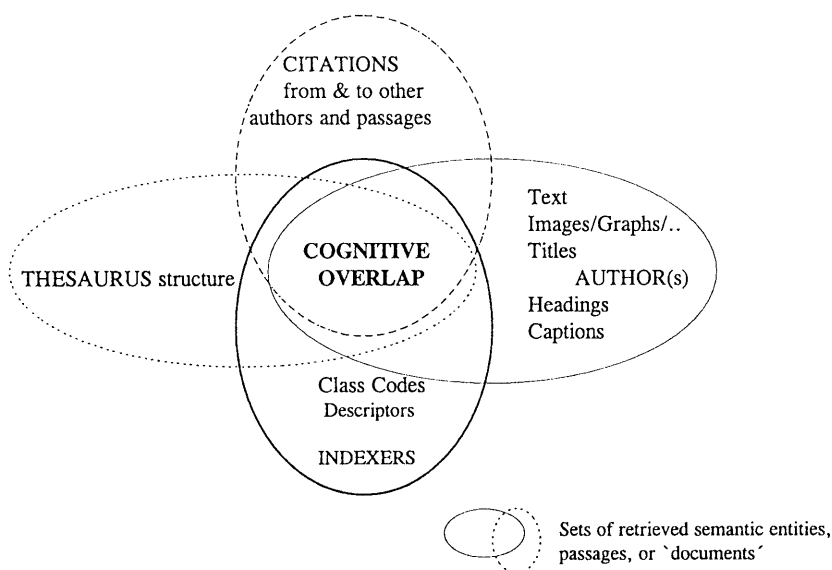 CITATIONS
from & to other
authors and passages
THESAURUS structure
COGNITIVE
OVERLAP
Text
Images/Graphs/..
Titles
AUTHOR(s)
Headings
Captions
Class Codes
Descriptors
INDEXERS
Sets of retrieved semantic entities,
passages, or `documents´